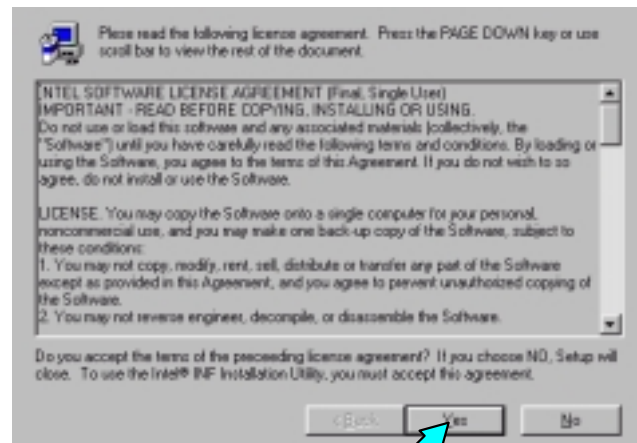 Please read the following license agreement. Press the PAGE DOWN key or use
scroll bar to view the rest of the document.
INTEL SOFTWARE LICENSE AGREEMENT (Final, Single User)
IMPORTANT - READ BEFORE COPYING, INSTALLING OR USING.
Do not use or load this software and any associated materials (collectively, the
"Software") until you have carefully read the following terms and conditions. By loading or
using the Software, you agree to the terms of this Agreement. If you do not wish to so
agree, do not install or use the Software.
LICENSE. You may copy the Software onto a single computer for your personal,
noncommercial use, and you may make one back-up copy of the Software, subject to
these conditions:
1. You may not copy, modify, rent, sell, distribute or transfer any part of the Software
except as provided in this Agreement, and you agree to prevent unauthorized copying of
the Software.
2. You may not reverse engineer, decompile, or disassemble the Software.
Do you accept the terms of the preceeding license agreement? If you choose NO, Setup will
close. To use the Intel® INF Installation Utility, you must accept this agreement.
< Back Yes No